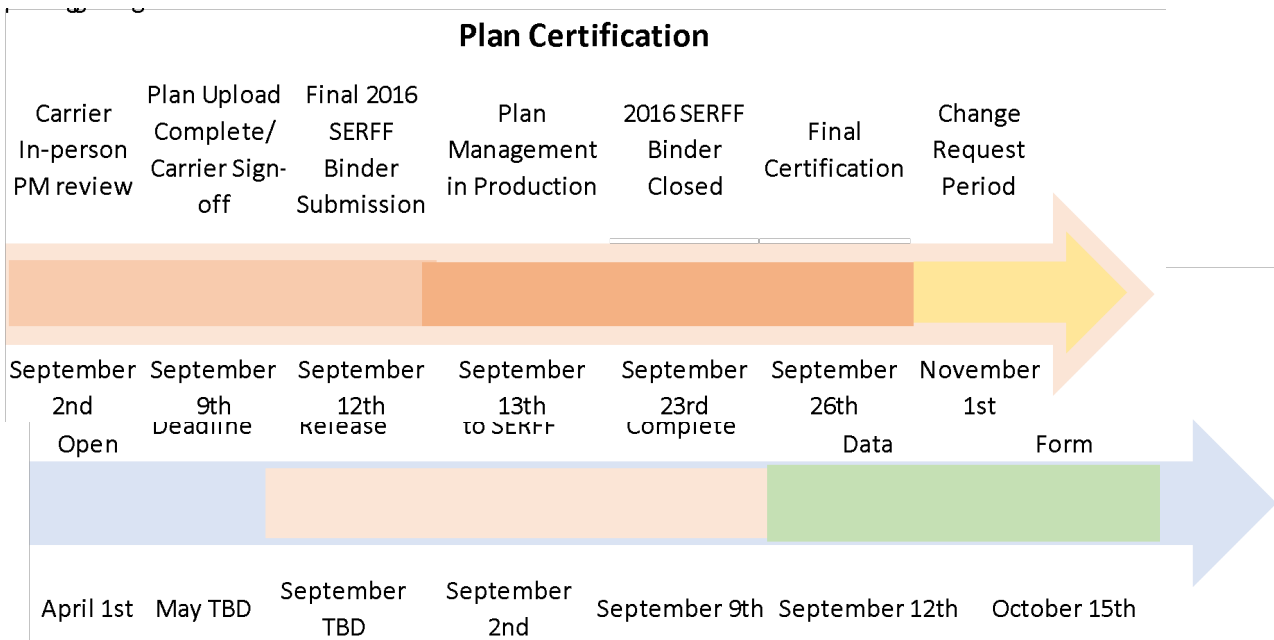 Plan Certification
Carrier
In-person
PM review
Plan Upload
Complete/
Carrier Sign-
off
Final 2016
SERFF
Binder
Submission
Plan
Management
in Production
2016 SERFF
Binder
Closed
Final
Certification
Change
Request
Period
September
2nd
September
9th
September
12th
September
13th
September
23rd
September
26th
November
1st
Open
Deadline
Release
to SERFF
Complete
Data
Form
April 1st
May TBD
September
TBD
September
2nd
September 9th
September 12th
October 15th